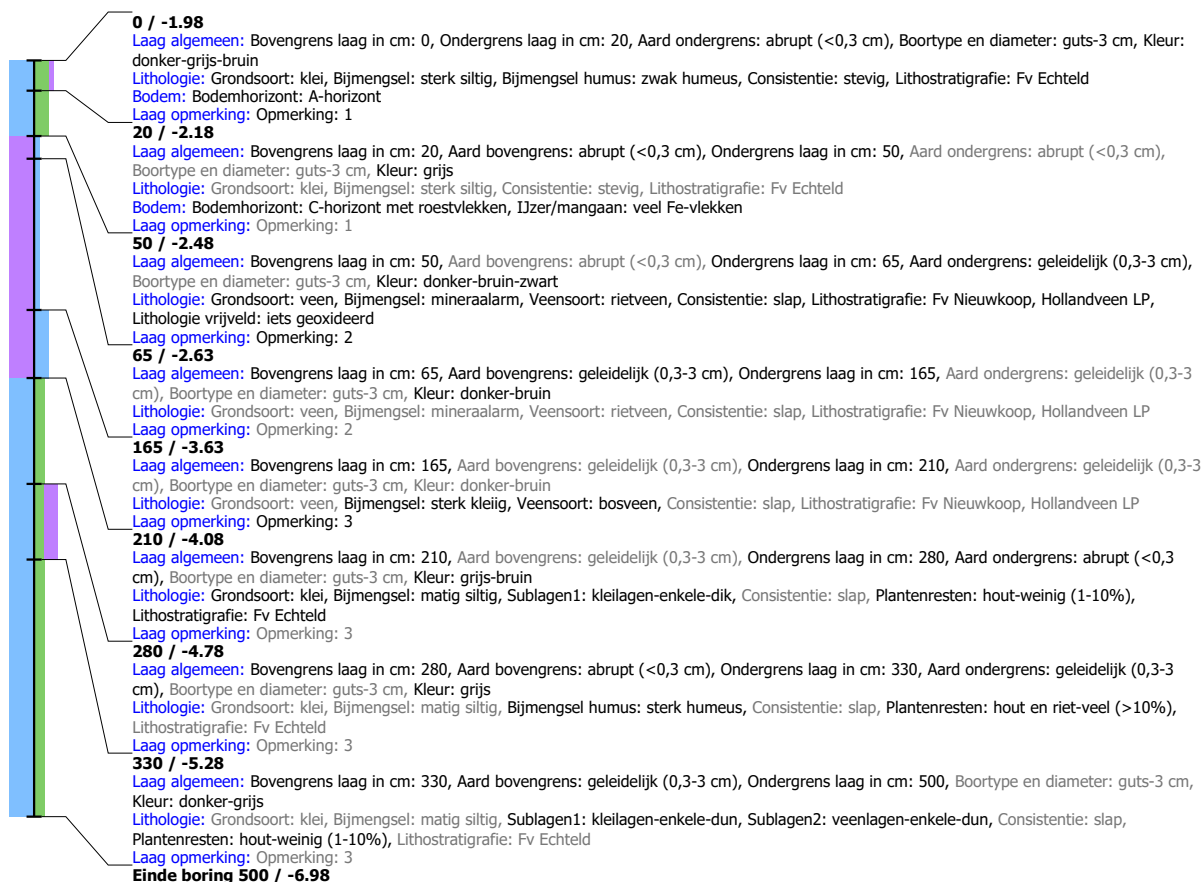 0 / -1.98
Laag algemeen: Bovengrens laag in cm: 0, Ondergrens laag in cm: 20, Aard ondergrens: abrupt (<0,3 cm), Boortype en diameter: guts-3 cm, Kleur:
donker-grijs-bruin
Lithologie: Grondsoort: klei, Bijmengsel: sterk siltig, Bijmengsel humus: zwak humeus, Consistentie: stevig, Lithostratigrafie: Fv Echteld
Bodem: Bodemhorizont: A-horizont
Laag opmerking: Opmerking: 1
20 / -2.18
Laag algemeen: Bovengrens laag in cm: 20, Aard bovengrens: abrupt (<0,3 cm), Ondergrens laag in cm: 50, Aard ondergrens: abrupt (<0,3 cm),
Boortype en diameter: guts-3 cm, Kleur: grijs
Lithologie: Grondsoort: klei, Bijmengsel: sterk siltig, Consistentie: stevig, Lithostratigrafie: Fv Echteld
Bodem: Bodemhorizont: C-horizont met roestvlekken, IJzer/mangaan: veel Fe-vlekken
Laag opmerking: Opmerking: 1
50 / -2.48
Laag algemeen: Bovengrens laag in cm: 50, Aard bovengrens: abrupt (<0,3 cm), Ondergrens laag in cm: 65, Aard ondergrens: geleidelijk (0,3-3 cm),
Boortype en diameter: guts-3 cm, Kleur: donker-bruin-zwart
Lithologie: Grondsoort: veen, Bijmengsel: mineraalarm, Veensoort: rietveen, Consistentie: slap, Lithostratigrafie: Fv Nieuwkoop, Hollandveen LP,
Lithologie vrijveld: iets geoxideerd
Laag opmerking: Opmerking: 2
65 / -2.63
Laag algemeen: Bovengrens laag in cm: 65, Aard bovengrens: geleidelijk (0,3-3 cm), Ondergrens laag in cm: 165, Aard ondergrens: geleidelijk (0,3-3
cm), Boortype en diameter: guts-3 cm, Kleur: donker-bruin
Lithologie: Grondsoort: veen, Bijmengsel: mineraalarm, Veensoort: rietveen, Consistentie: slap, Lithostratigrafie: Fv Nieuwkoop, Hollandveen LP
Laag opmerking: Opmerking: 2
165 / -3.63
Laag algemeen: Bovengrens laag in cm: 165, Aard bovengrens: geleidelijk (0,3-3 cm), Ondergrens laag in cm: 210, Aard ondergrens: geleidelijk (0,3-3
cm), Boortype en diameter: guts-3 cm, Kleur: donker-bruin
Lithologie: Grondsoort: veen, Bijmengsel: sterk kleiig, Veensoort: bosveen, Consistentie: slap, Lithostratigrafie: Fv Nieuwkoop, Hollandveen LP
Laag opmerking: Opmerking: 3
210 / -4.08
Laag algemeen: Bovengrens laag in cm: 210, Aard bovengrens: geleidelijk (0,3-3 cm), Ondergrens laag in cm: 280, Aard ondergrens: abrupt (<0,3
cm), Boortype en diameter: guts-3 cm, Kleur: grijs-bruin
Lithologie: Grondsoort: klei, Bijmengsel: matig siltig, Sublagen1: kleilagen-enkele-dik, Consistentie: slap, Plantenresten: hout-weinig (1-10%),
Lithostratigrafie: Fv Echteld
Laag opmerking: Opmerking: 3
280 / -4.78
Laag algemeen: Bovengrens laag in cm: 280, Aard bovengrens: abrupt (<0,3 cm), Ondergrens laag in cm: 330, Aard ondergrens: geleidelijk (0,3-3
cm), Boortype en diameter: guts-3 cm, Kleur: grijs
Lithologie: Grondsoort: klei, Bijmengsel: matig siltig, Bijmengsel humus: sterk humeus, Consistentie: slap, Plantenresten: hout en riet-veel (>10%),
Lithostratigrafie: Fv Echteld
Laag opmerking: Opmerking: 3
330 / -5.28
Laag algemeen: Bovengrens laag in cm: 330, Aard bovengrens: geleidelijk (0,3-3 cm), Ondergrens laag in cm: 500, Boortype en diameter: guts-3 cm,
Kleur: donker-grijs
Lithologie: Grondsoort: klei, Bijmengsel: matig siltig, Sublagen1: kleilagen-enkele-dun, Sublagen2: veenlagen-enkele-dun, Consistentie: slap,
Plantenresten: hout-weinig (1-10%), Lithostratigrafie: Fv Echteld
Laag opmerking: Opmerking: 3
Einde boring 500 / -6.98